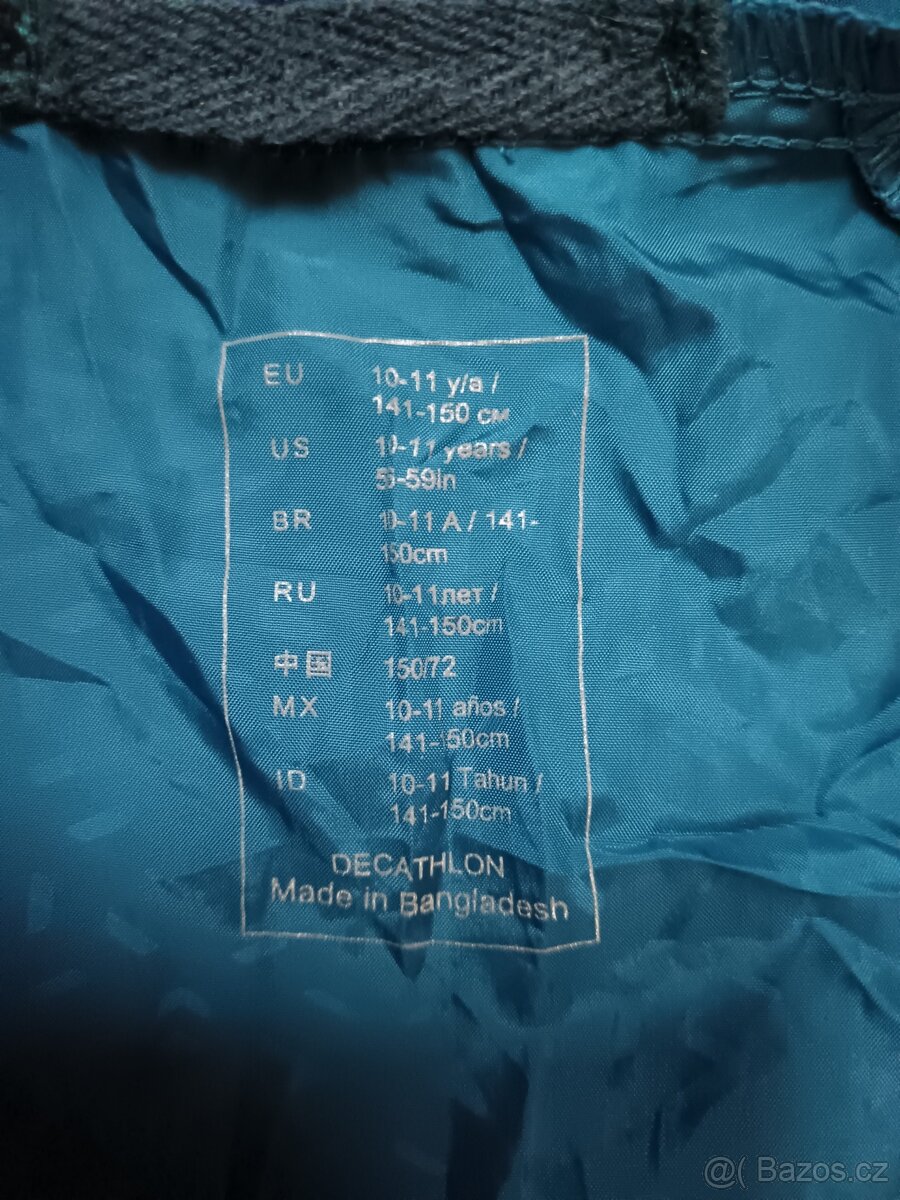 EU 10-11 y/a /
141-150 см
US 10-11 years /
-59in
BR 10-11 A / 141-
150cm
RU 10-11лет /
141-150cm
中国 150/72
MX 10-11 años /
141-150cm
ID 10-11 Tahun /
141-150cm
DECATHLON
Made in Bangladesh
@( Bazos.cz